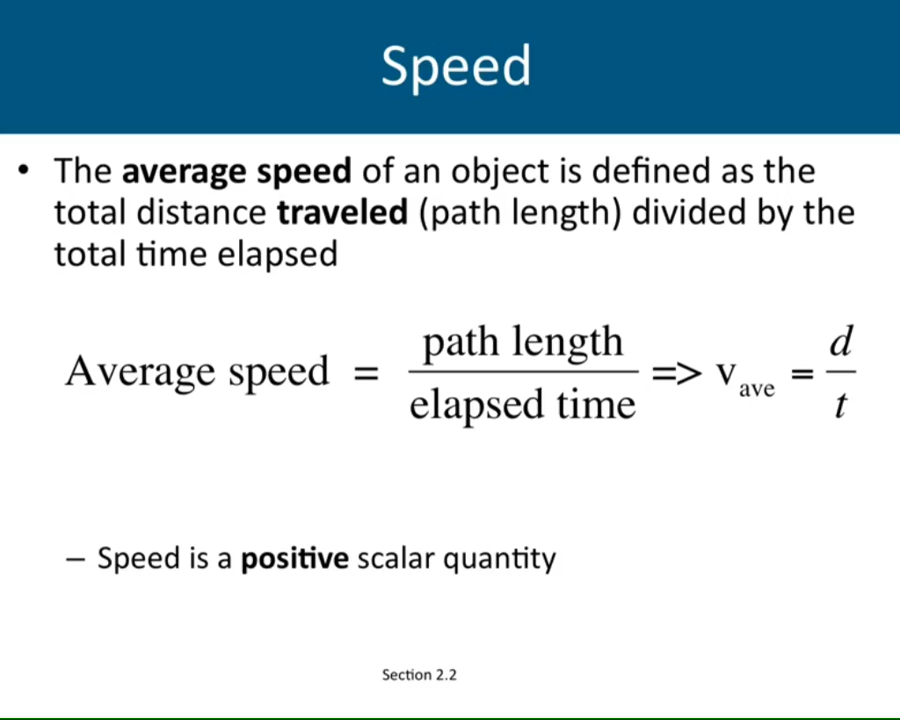 Speed
• The average speed of an object is defined as the
total distance traveled (path length) divided by the
total time elapsed
Average speed = path length / elapsed time => v ave = d / t
– Speed is a positive scalar quantity
Section 2.2